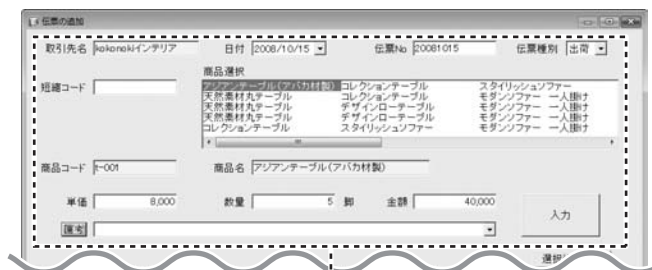 伝票の追加
取引先名 kokonokiインテリア 日付 2008/10/15 伝票No 20081015 伝票種別 出荷
商品選択
短縮コード アジアンテーブル(アバカ材製) コレクションテーブル スタイリッシュソファー
天然素材丸テーブル コレクションテーブル モダンソファー 一人掛け
天然素材丸テーブル デザインローテーブル モダンソファー 一人掛け
天然素材丸テーブル デザインローテーブル モダンソファー 一人掛け
コレクションテーブル スタイリッシュソファー モダンソファー 一人掛け
商品コード t-001 商品名 アジアンテーブル(アバカ材製)
単価 8,000 数量 5 脚 金額 40,000 入力
備考